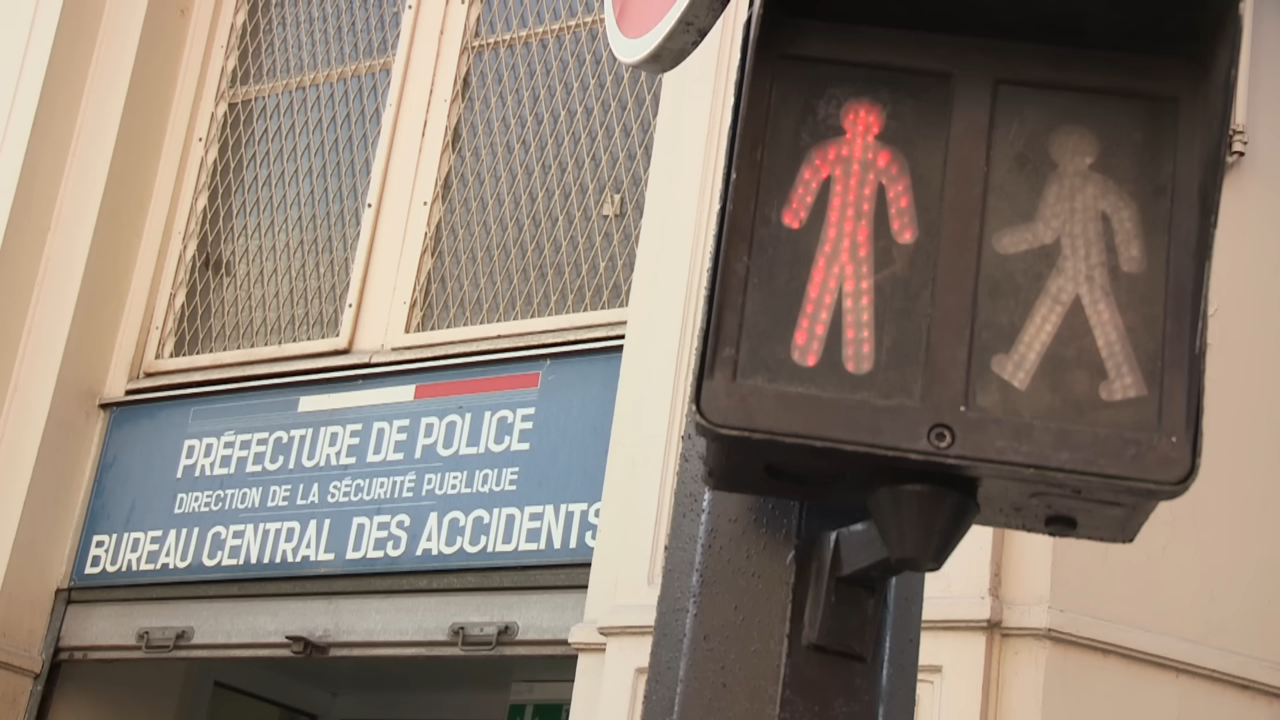 PRÉFECTURE DE POLICE
DIRECTION DE LA SÉCURITÉ PUBLIQUE
BUREAU CENTRAL DES ACCIDENTS